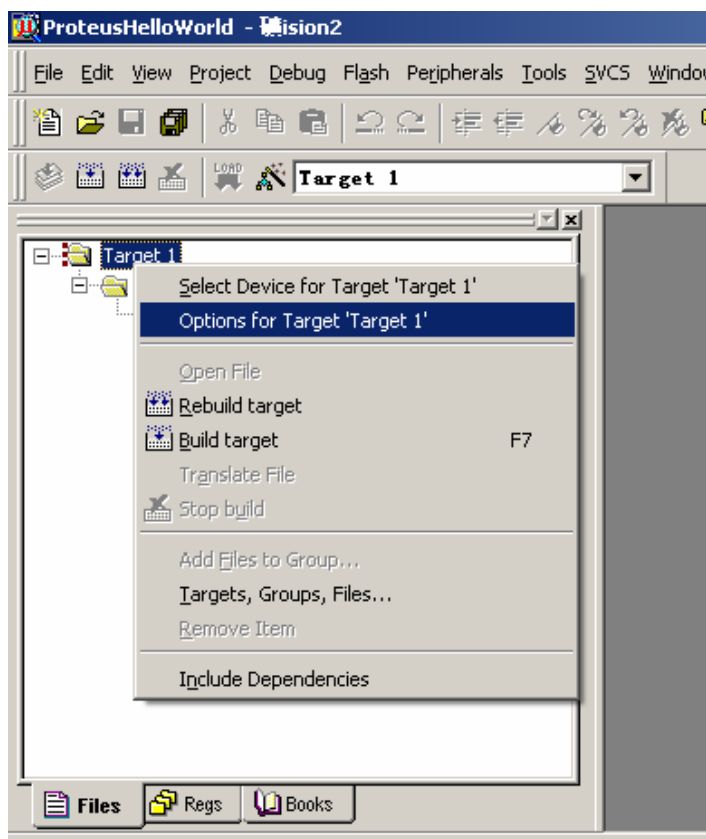 ProteusHelloWorld - ision2
File Edit View Project Debug Flash Peripherals Tools SVCS
LOAD Target 1
Target 1
Select Device for Target 'Target 1'
Options for Target 'Target 1'
Open File
Rebuild target
Build target F7
Translate File
Stop build
Add Files to Group...
Targets, Groups, Files...
Remove Item
Include Dependencies
Files Regs Books